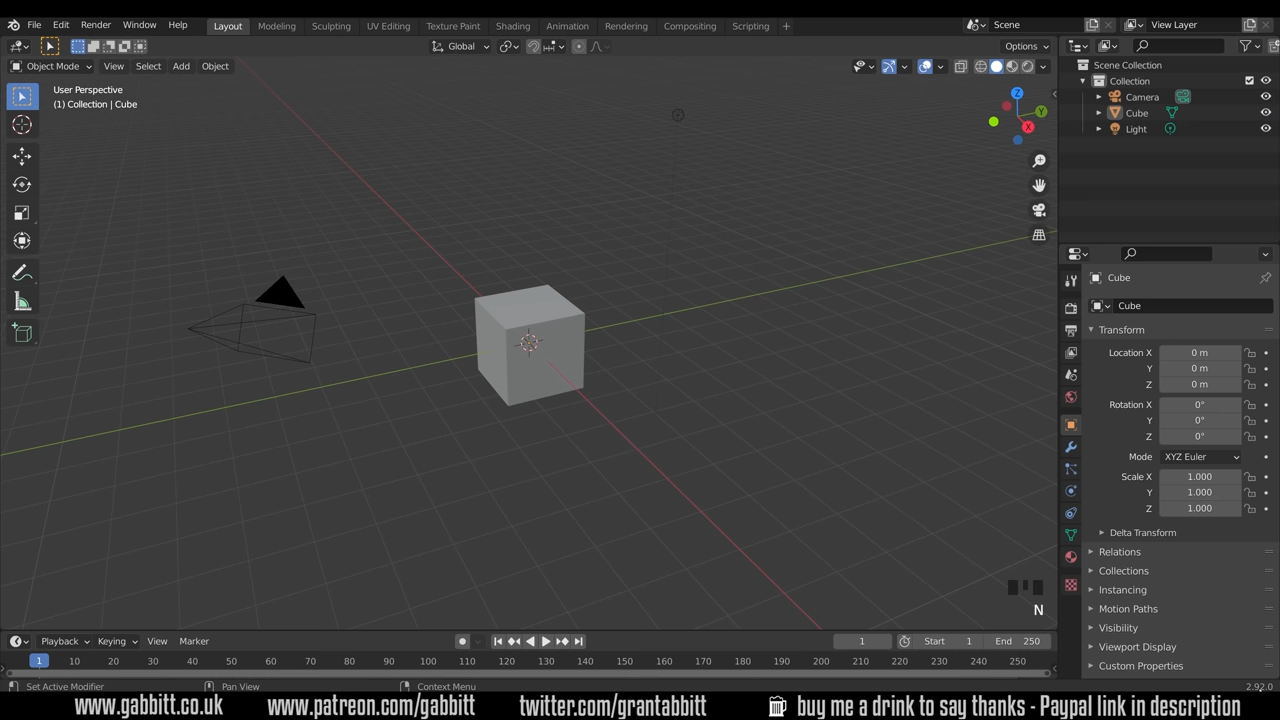 File Edit Render Window Help Layout Modeling Sculpting UV Editing Texture Paint Shading Animation Rendering Compositing Scripting + Scene View Layer
Global Options
Object Mode View Select Add Object
User Perspective
(1) Collection | Cube
Z
Y
X
Scene Collection
Collection
Camera
Cube
Light
Cube
Cube
Transform
Location X 0 m
Y 0 m
Z 0 m
Rotation X 0°
Y 0°
Z 0°
Mode XYZ Euler
Scale X 1.000
Y 1.000
Z 1.000
Delta Transform
Relations
Collections
Instancing
Motion Paths
Visibility
Viewport Display
Custom Properties
N
Playback Keying View Marker 1 Start 1 End 250
1 10 20 30 40 50 60 70 80 90 100 110 120 130 140 150 160 170 180 190 200 210 220 230 240 250
Set Active Modifier Pan View Context Menu 2.92.0
www.gabbitt.co.uk www.patreon.com/gabbitt twitter.com/grantabbitt buy me a drink to say thanks - Paypal link in description